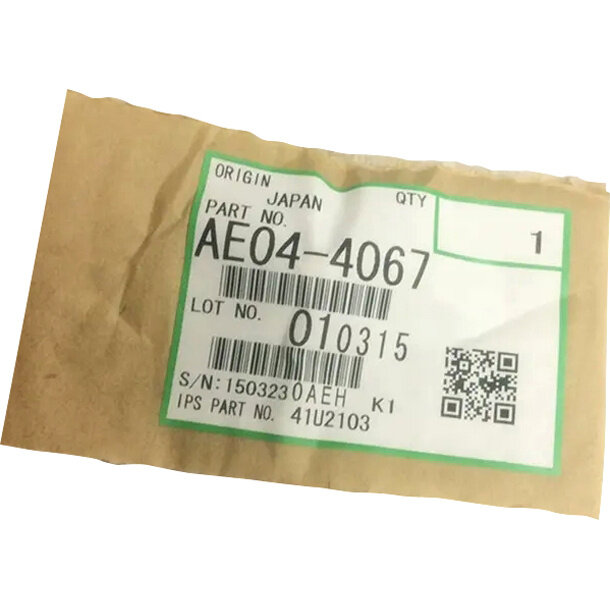 ORIGIN
JAPAN
QTY
1
PART NO.
AE04-4067
LOT NO.
010315
S/N:1503230AEH K1
IPS PART NO. 41U2103